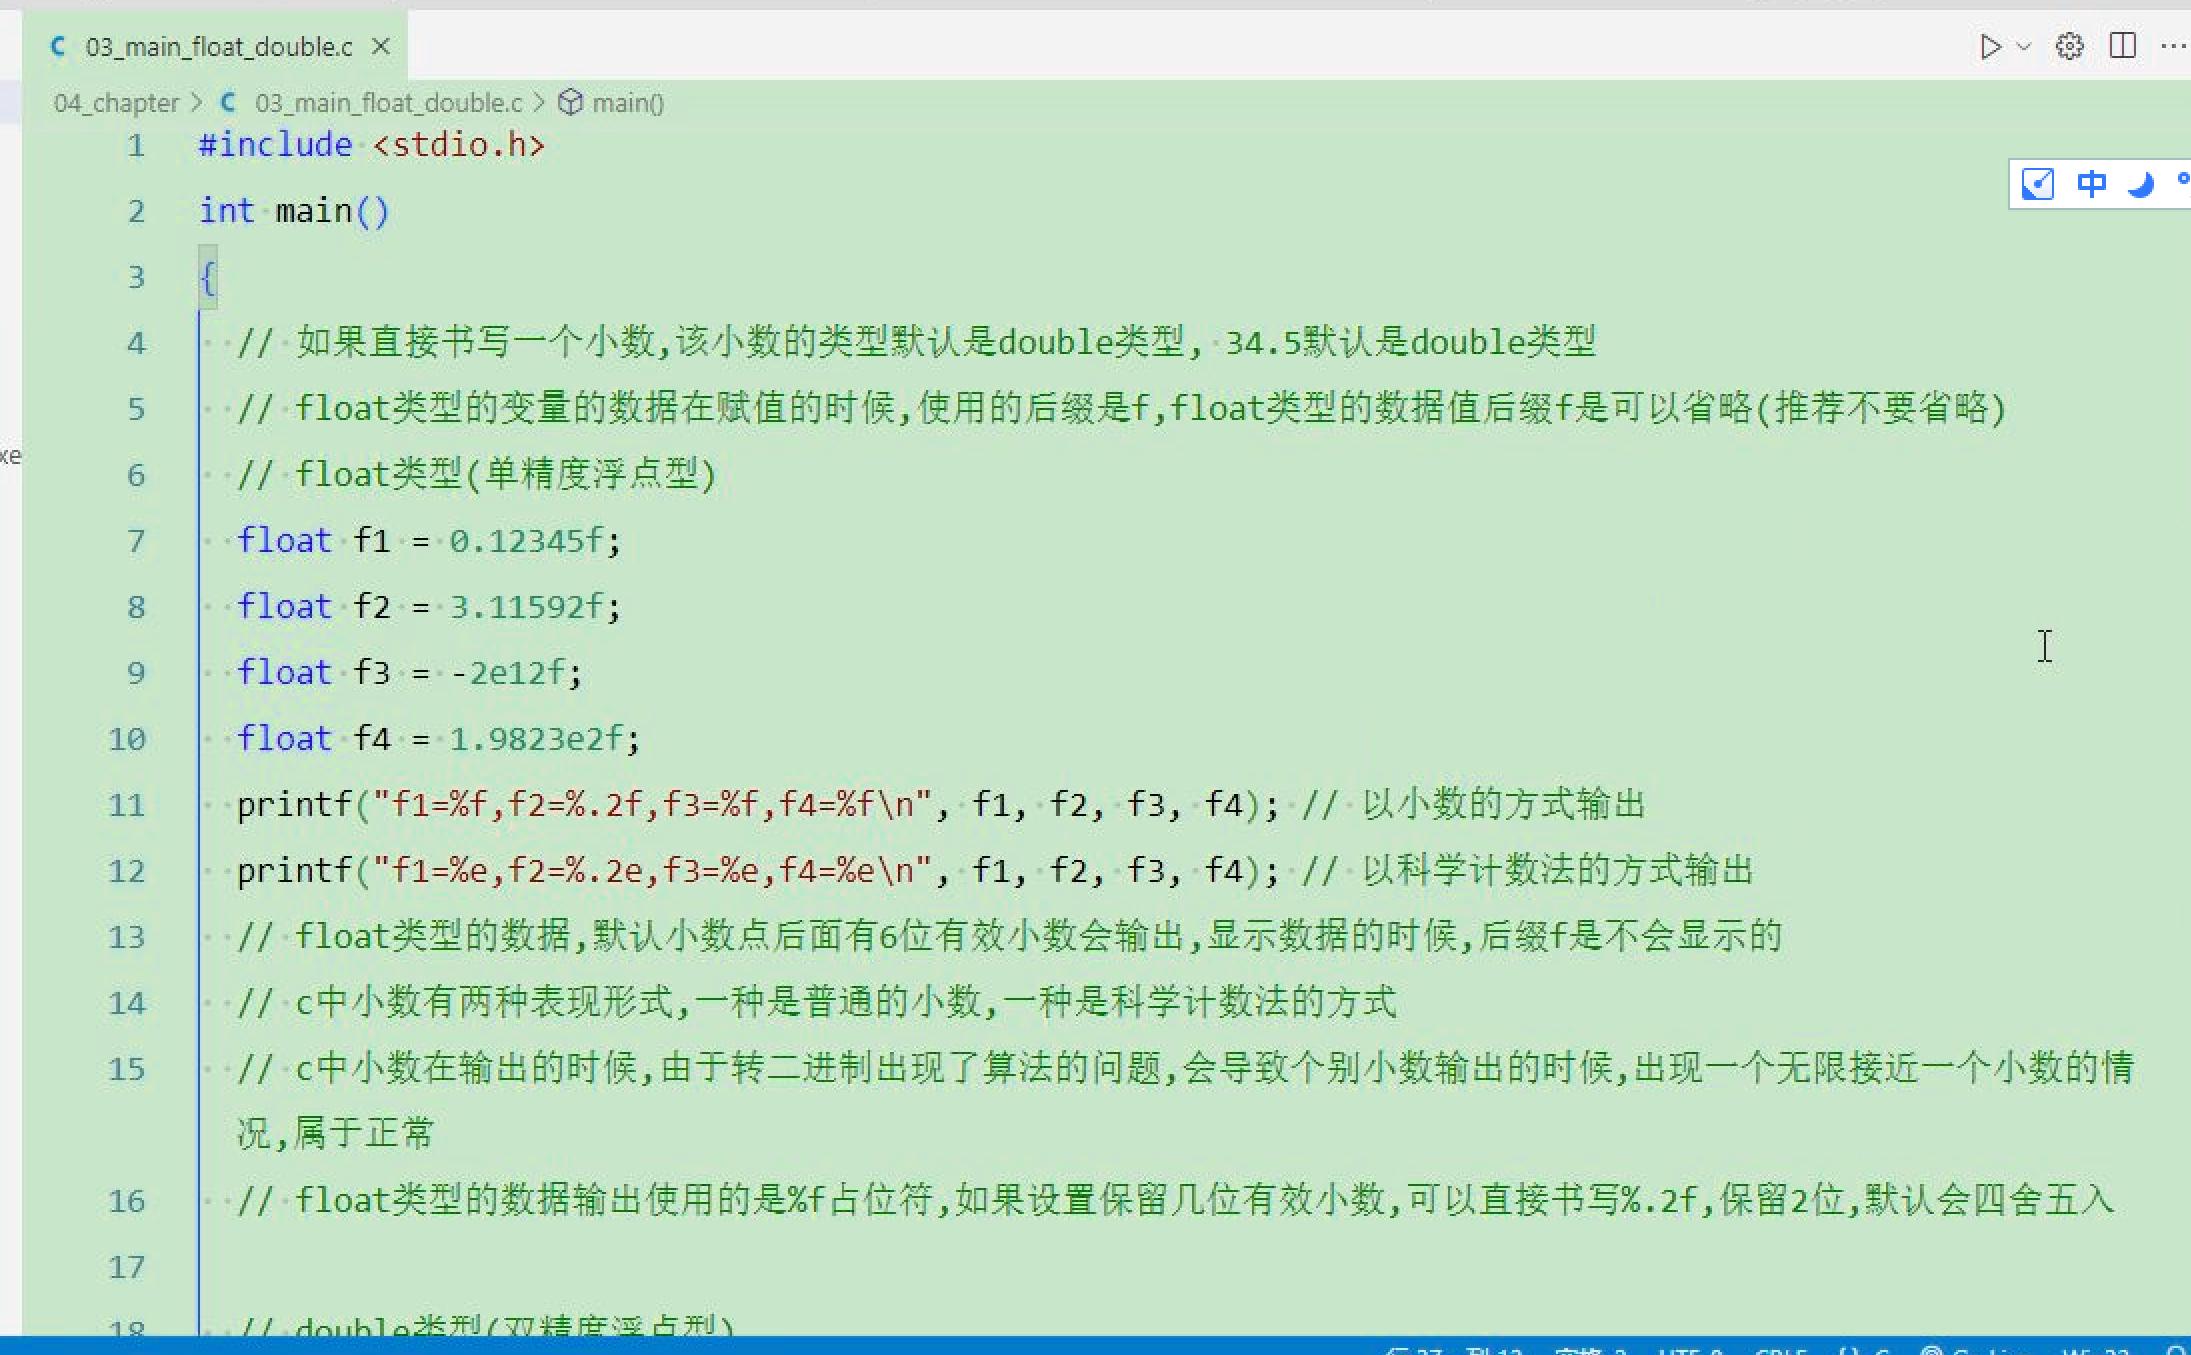 03_main_float_double.c
04_chapter > 03_main_float_double.c > main()
1 #include <stdio.h>
2 int main()
3 {
4 // 如果直接书写一个小数,该小数的类型默认是double类型, 34.5默认是double类型
5 // float类型的变量的数据在赋值的时候,使用的后缀是f,float类型的数据值后缀f是可以省略(推荐不要省略)
xe
6 // float类型(单精度浮点型)
7 float f1 = 0.12345f;
8 float f2 = 3.11592f;
9 float f3 = -2e12f;
10 float f4 = 1.9823e2f;
11 printf("f1=%f,f2=%.2f,f3=%f,f4=%f\n", f1, f2, f3, f4); // 以小数的方式输出
12 printf("f1=%e,f2=%.2e,f3=%e,f4=%e\n", f1, f2, f3, f4); // 以科学计数法的方式输出
13 // float类型的数据,默认小数点后面有6位有效小数会输出,显示数据的时候,后缀f是不会显示的
14 // c中小数有两种表现形式,一种是普通的小数,一种是科学计数法的方式
15 // c中小数在输出的时候,由于转二进制出现了算法的问题,会导致个别小数输出的时候,出现一个无限接近一个小数的情
况,属于正常
16 // float类型的数据输出使用的是%f占位符,如果设置保留几位有效小数,可以直接书写%.2f,保留2位,默认会四舍五入
17
18 // double类型(双精度浮点型)
中